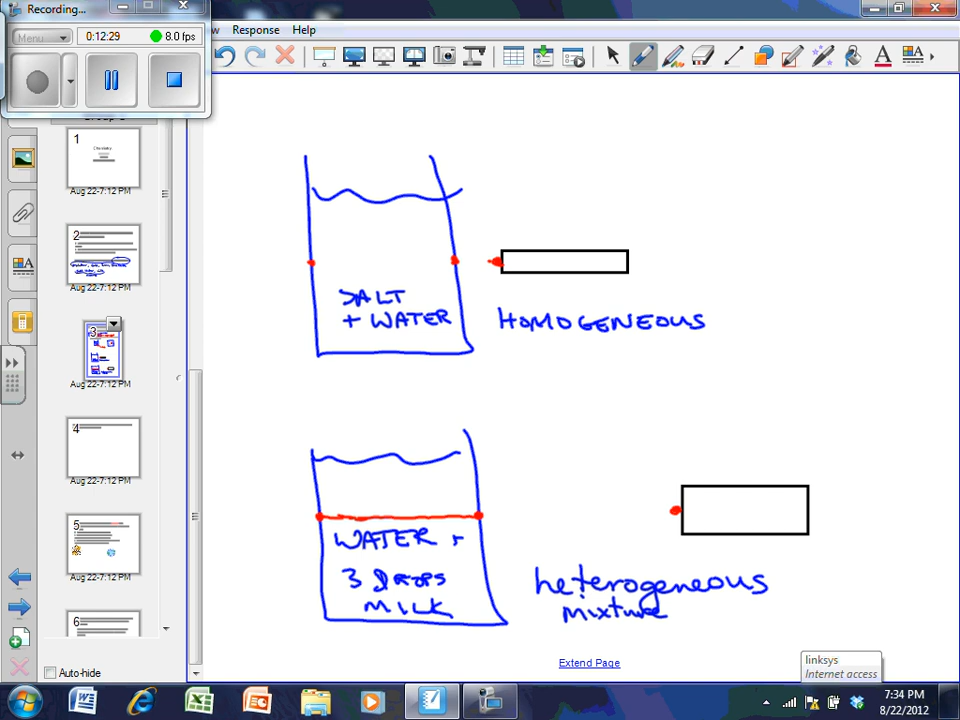 Recording...
Menu
0:12:29
8.0 fps
Response
Help
1
Chemistry
Aug 22-7:12 PM
2
Aug 22-7:12 PM
3
Aug 22-7:12 PM
4
Aug 22-7:12 PM
5
Aug 22-7:12 PM
6
Auto-hide
SALT
+ WATER
HOMOGENEOUS
WATER +
3 DROPS
MILK
heterogeneous
mixture
Extend Page
linksys
Internet access
7:34 PM
8/22/2012